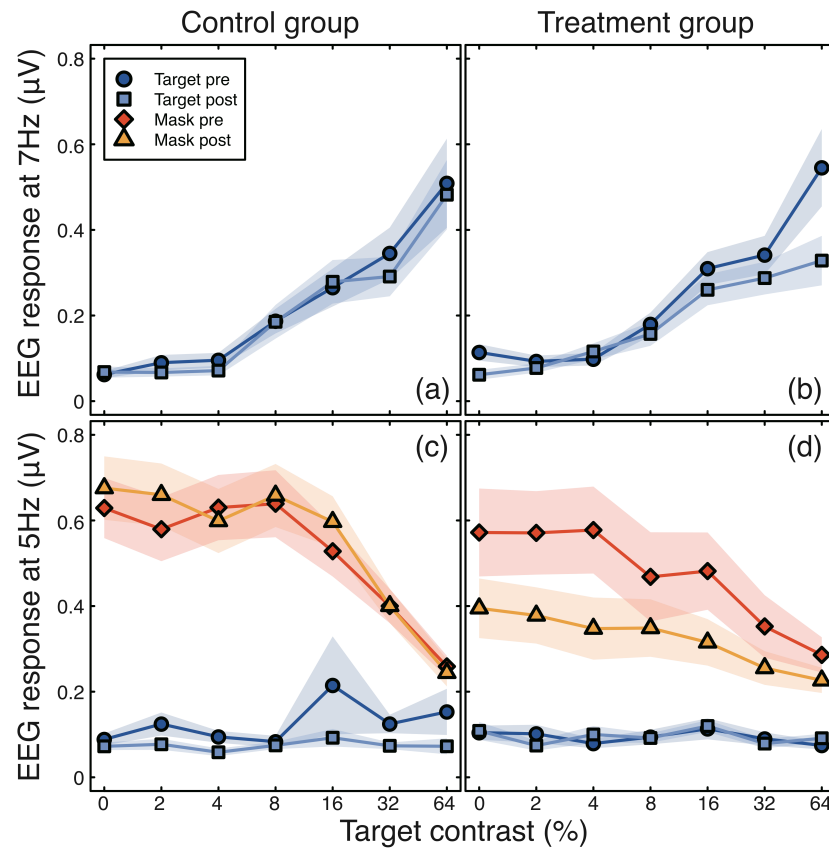 Control group
Treatment group
EEG response at 7Hz (µV)
0.8
0.6
0.4
0.2
0
Target pre
Target post
Mask pre
Mask post
(a)
(b)
EEG response at 5Hz (µV)
0.8
0.6
0.4
0.2
0
(c)
(d)
0 2 4 8 16 32 64
0 2 4 8 16 32 64
Target contrast (%)